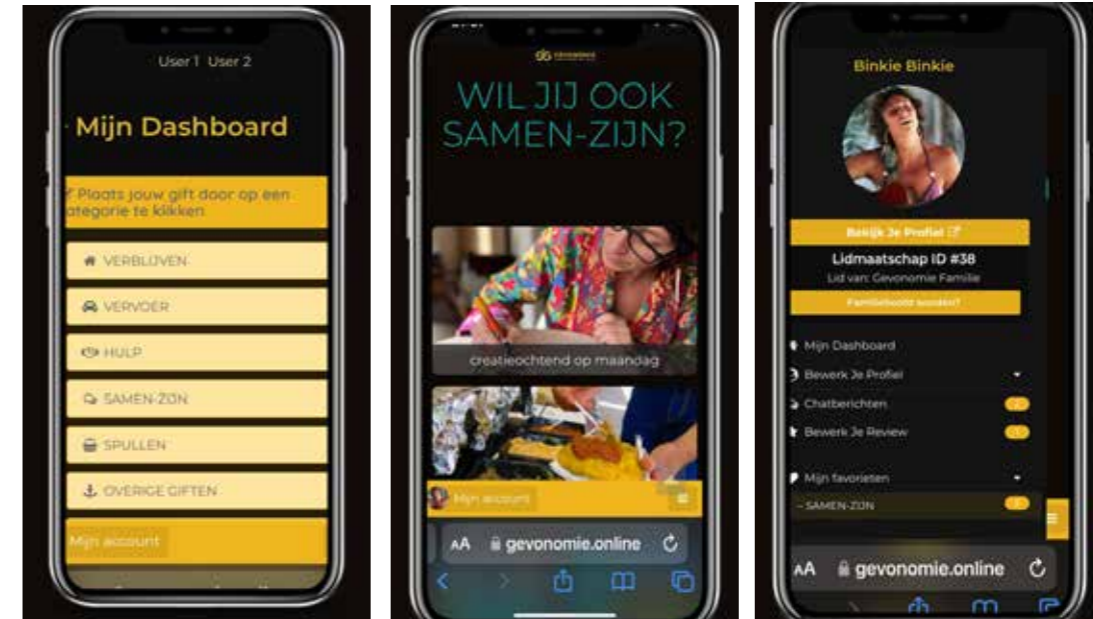 User 1 User 2
Mijn Dashboard
Plaats jouw gift door op een
ategorie te klikken
VERBLIJVEN
VERVOER
HULP
SAMEN-ZIJN
SPULLEN
OVERIGE GIFTEN
Mijn account
WIL JIJ OOK
SAMEN-ZIJN?
creatieochtend op maandag
Mijn account
AA gevonomie.online
Binkie Binkie
Bekijk Je Profiel
Lidmaatschap ID #38
Lid van: Gevonomie Familie
Mijn Dashboard
Bewerk Je Profiel
Chatberichten
Bewerk Je Review
Mijn favorieten
– SAMEN-ZIJN
AA gevonomie.online